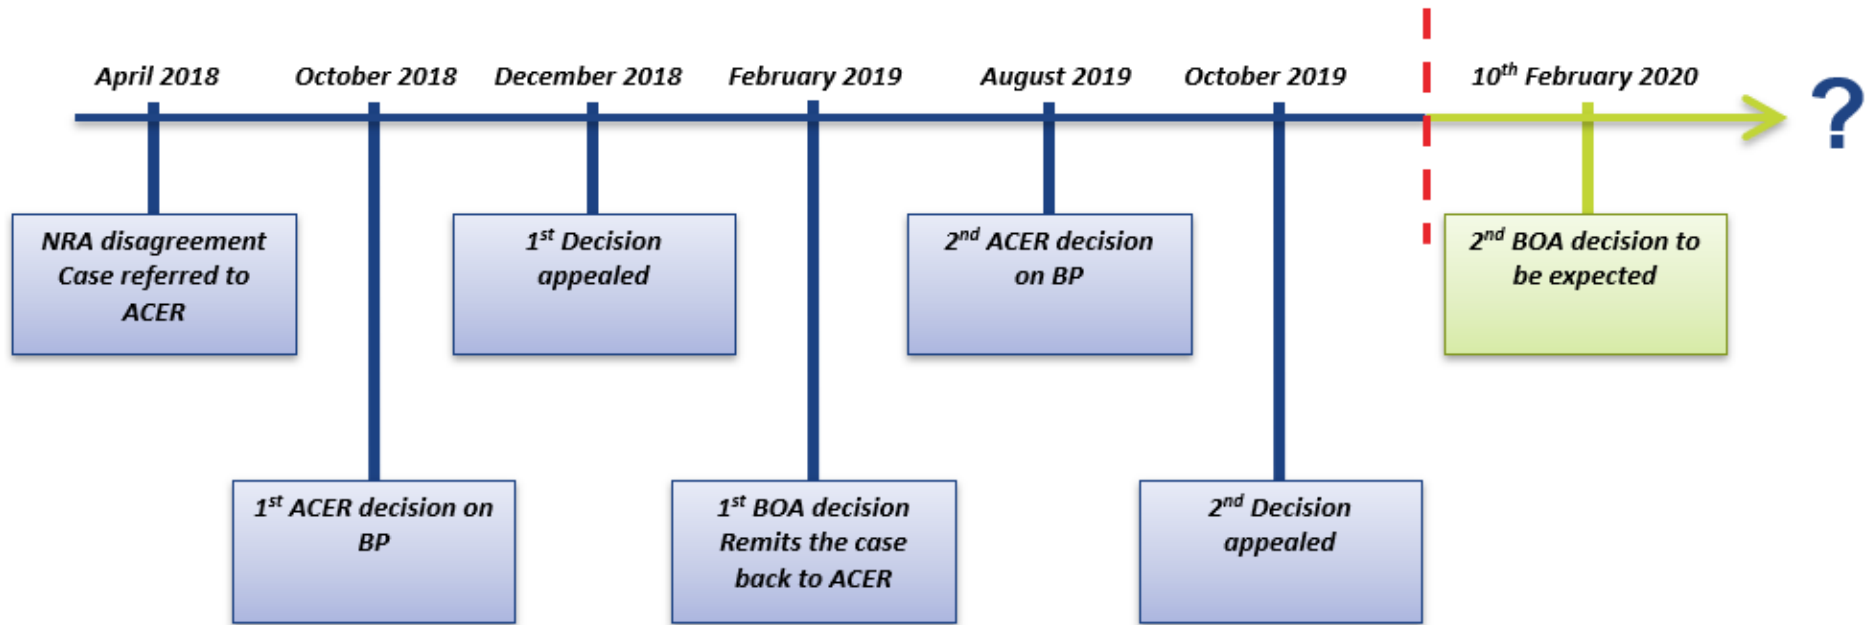 April 2018
October 2018
December 2018
February 2019
August 2019
October 2019
10th February 2020
?
NRA disagreement
Case referred to
ACER
1st Decision
appealed
2nd ACER decision
on BP
2nd BOA decision to
be expected
1st ACER decision on
BP
1st BOA decision
Remits the case
back to ACER
2nd Decision
appealed